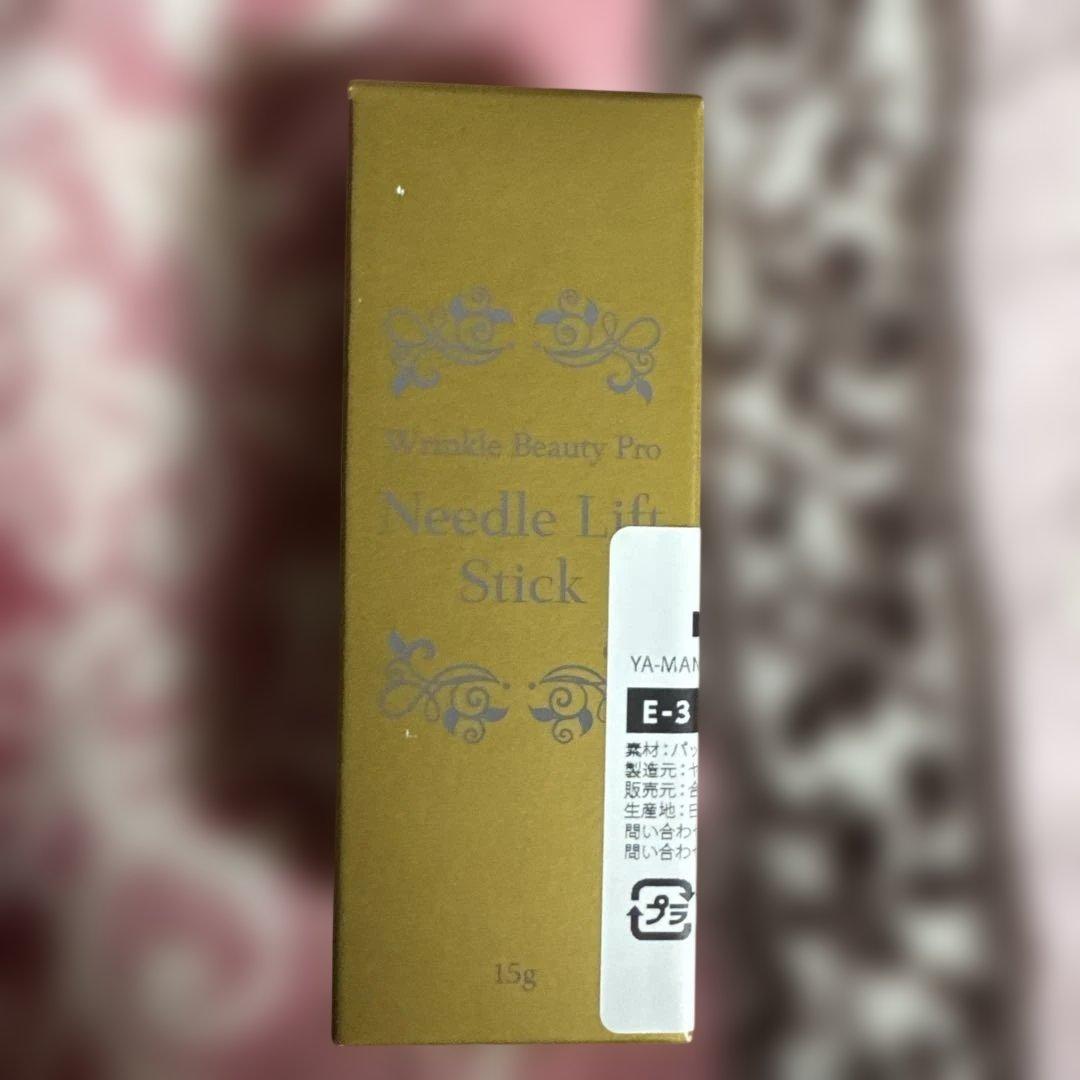 Wrinkle Beauty Pro
Needle Lift
Stick
15g
YA-MAN
E-3
素材：パッ
製造元：ヤ
販売元：合
生産地：日
問い合わせ
問い合わせ
プラ